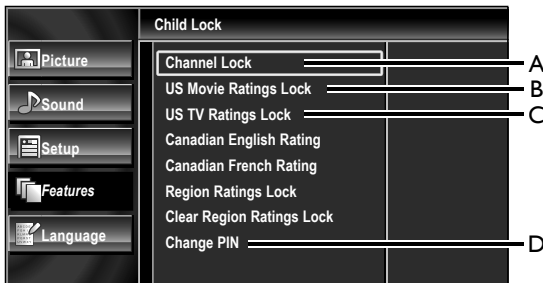 Child Lock
Picture
Sound
Setup
Features
Language
Channel Lock
US Movie Ratings Lock
US TV Ratings Lock
Canadian English Rating
Canadian French Rating
Region Ratings Lock
Clear Region Ratings Lock
Change PIN
A
B
C
D